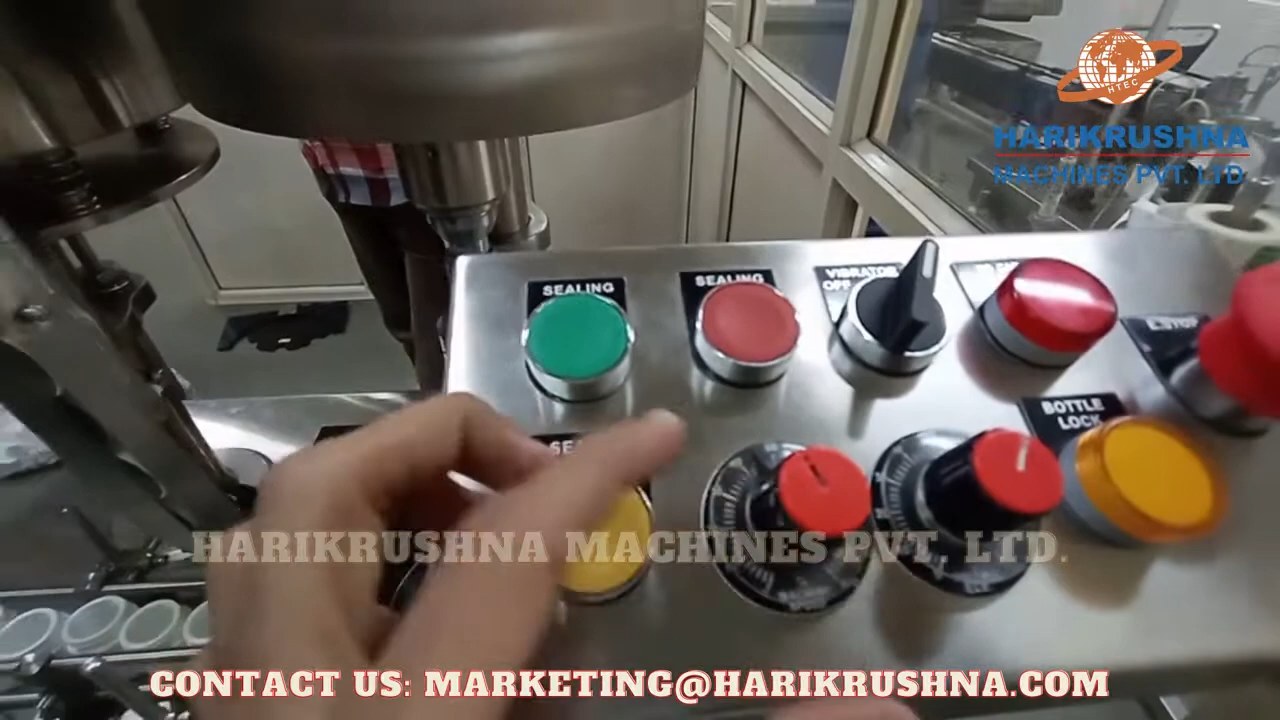 HTEC
HARIKRUSHNA
MACHINES PVT. LTD
SEALING
SEALING
VIBRATOR
OFF
E.STOP
BOTTLE
LOCK
HARIKRUSHNA MACHINES PVT. LTD.
CONTACT US: MARKETING@HARIKRUSHNA.COM